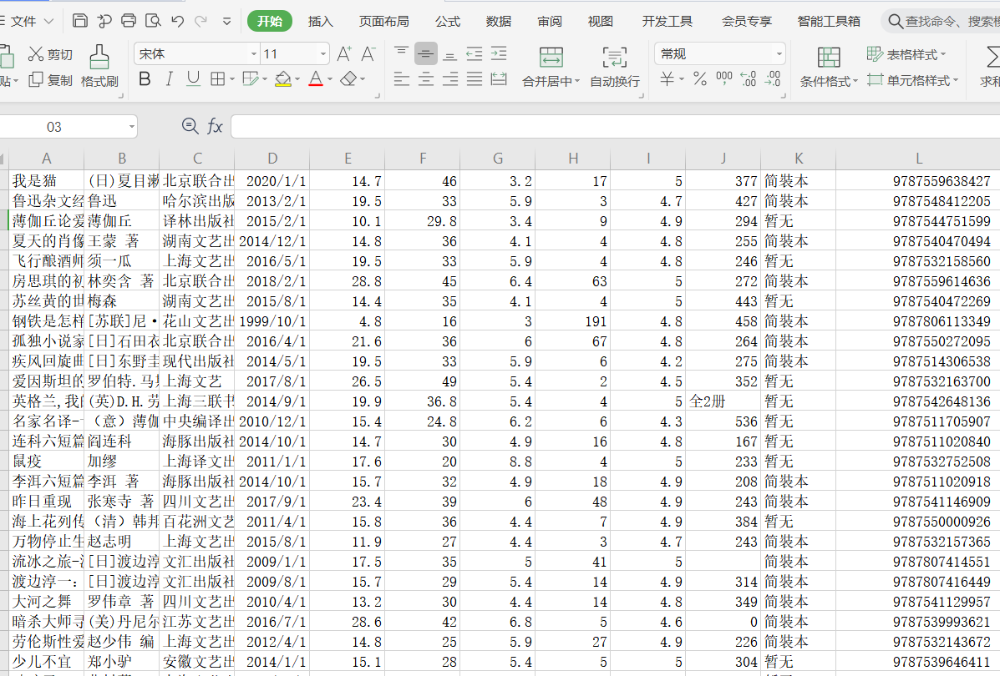 文件 开始 插入 页面布局 公式 数据 审阅 视图 开发工具 会员专享 智能工具箱 查找命令、搜索模
剪切 宋体 11 A+ A- 常规 表格样式
贴 复制 格式刷 B I U A 合并居中 自动换行 ¥ % 000 条件格式 单元格样式 求和
O3 fx
A B C D E F G H I J K L
我是猫 (日)夏目漱 北京联合出 2020/1/1 14.7 46 3.2 17 5 377 简装本 9787559638427
鲁迅杂文经 鲁迅 哈尔滨出版 2013/2/1 19.5 33 5.9 3 4.7 427 简装本 9787548412205
薄伽丘论爱 薄伽丘 译林出版社 2015/2/1 10.1 29.8 3.4 9 4.9 294 暂无 9787544751599
夏天的肖像 王蒙 著 湖南文艺出 2014/12/1 14.8 36 4.1 4 4.8 255 简装本 9787540470494
飞行酿酒师 须一瓜 上海文艺出 2016/5/1 19.5 33 5.9 4 4.8 246 暂无 9787532158560
房思琪的初 林奕含 著 北京联合出 2018/2/1 28.8 45 6.4 63 5 272 简装本 9787559614636
苏丝黄的世 梅森 湖南文艺出 2015/8/1 14.4 35 4.1 4 5 443 暂无 9787540472269
钢铁是怎样 [苏联]尼· 花山文艺出 1999/10/1 4.8 16 3 191 4.8 458 简装本 9787806113349
孤独小说家 [日]石田衣 北京联合出 2016/4/1 21.6 36 6 67 4.8 264 简装本 9787550272095
疾风回旋曲 [日]东野圭 现代出版社 2014/5/1 19.5 33 5.9 6 4.2 275 简装本 9787514306538
爱因斯坦的 罗伯特.马 上海文艺 2017/8/1 26.5 49 5.4 2 4.5 352 暂无 9787532163700
英格兰,我的 (英)D.H.劳 上海三联书 2014/9/1 19.9 36.8 5.4 4 5 全2册 暂无 9787542648136
名家名译- (意）薄伽 中央编译出 2010/12/1 15.4 24.8 6.2 6 4.3 536 暂无 9787511705907
连科六短篇 阎连科 海豚出版社 2014/10/1 14.7 30 4.9 16 4.8 167 暂无 9787511020840
鼠疫 加缪 上海译文出 2011/1/1 17.6 20 8.8 4 5 233 暂无 9787532752508
李洱六短篇 李洱 著 海豚出版社 2014/10/1 15.7 32 4.9 18 4.9 208 简装本 9787511020918
昨日重现 张寒寺 著 四川文艺出 2017/9/1 23.4 39 6 48 4.9 243 简装本 9787541146909
海上花列传 （清）韩邦 百花洲文艺 2011/4/1 15.8 36 4.4 7 4.9 384 暂无 9787550000926
万物停止生 赵志明 上海文艺出 2015/8/1 11.9 27 4.4 3 4.7 243 简装本 9787532157365
流冰之旅- [日]渡边淳 文汇出版社 2009/1/1 17.5 35 5 41 5 简装本 9787807414551
渡边淳一: [日]渡边淳 文汇出版社 2009/8/1 15.7 29 5.4 14 4.9 314 简装本 9787807416449
大河之舞 罗伟章 著 四川文艺出 2010/4/1 13.2 30 4.4 14 4.8 349 简装本 9787541129957
暗杀大师寻 (美)丹尼尔 江苏文艺出 2016/7/1 28.6 42 6.8 5 4.6 0 简装本 9787539993621
劳伦斯性爱 赵少伟 编 上海文艺出 2012/4/1 14.8 25 5.9 27 4.9 226 简装本 9787532143672
少儿不宜 郑小驴 安徽文艺出 2014/1/1 15.1 28 5.4 5 5 304 暂无 9787539646411